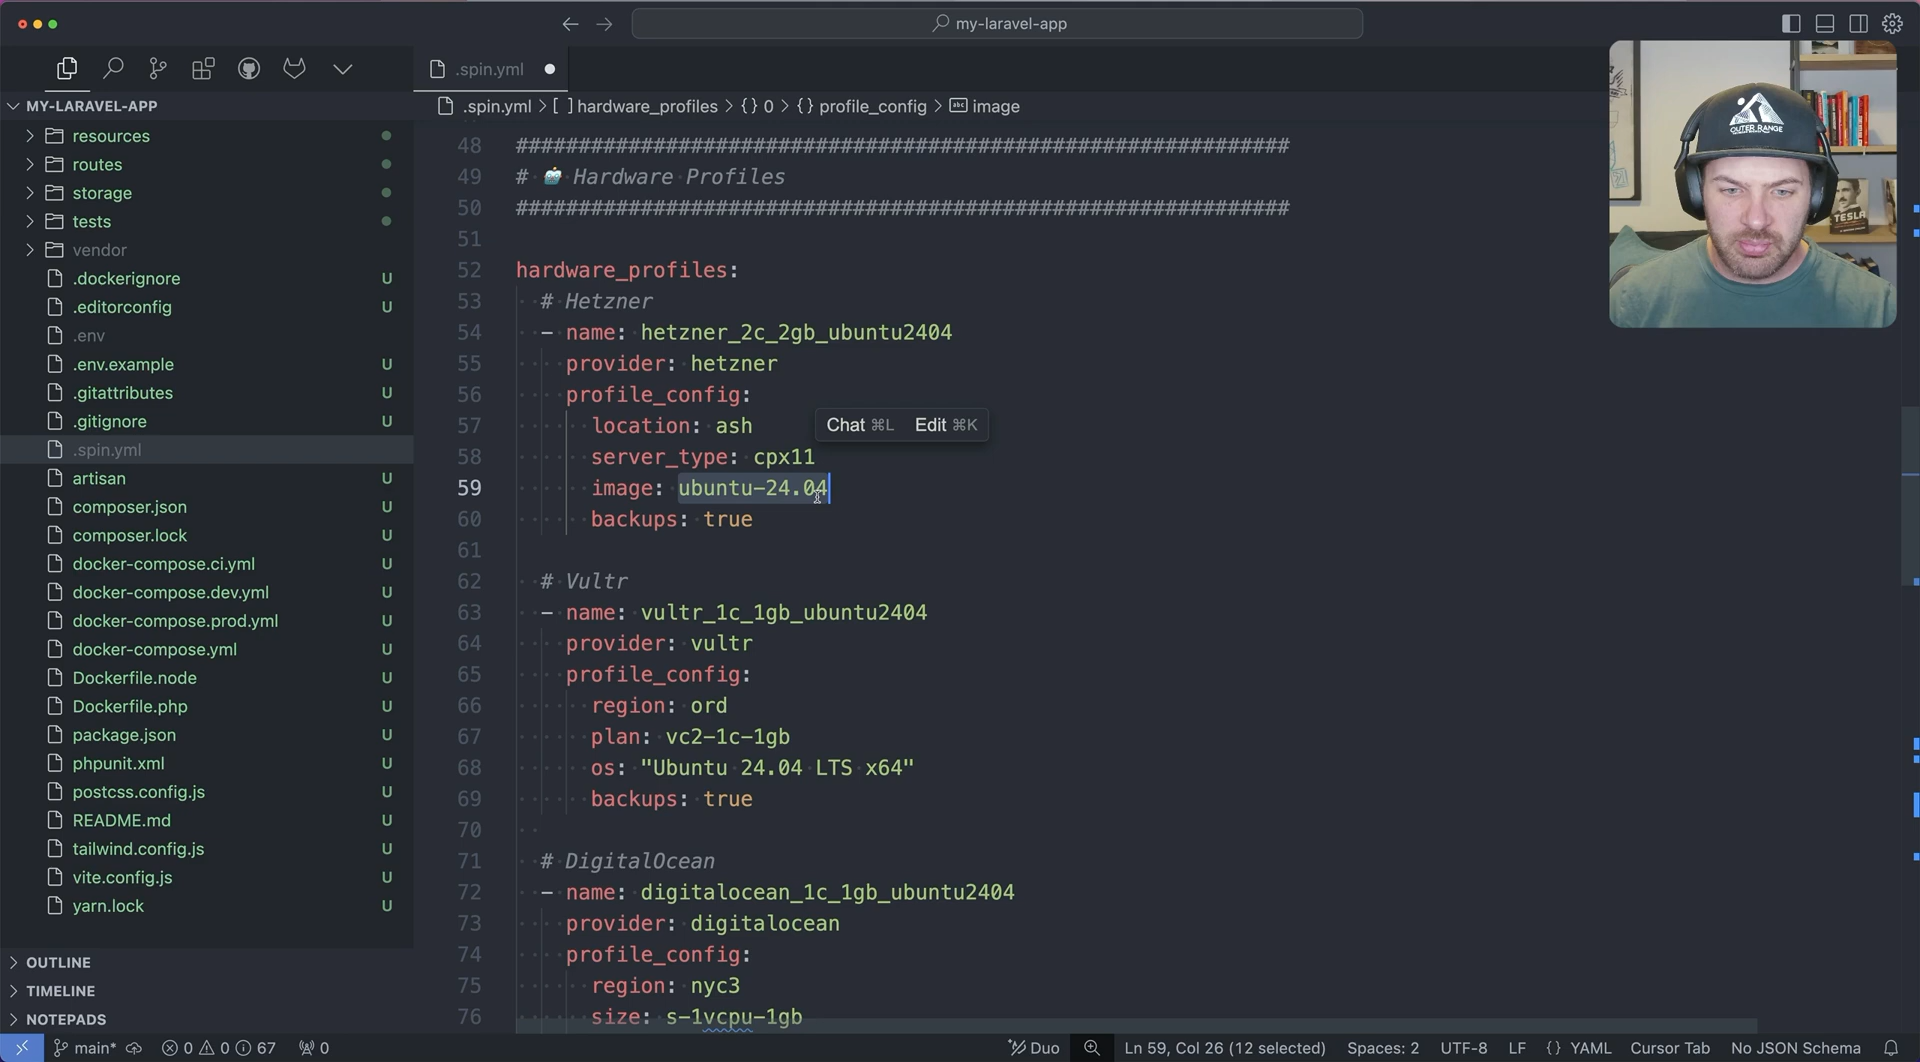 my-laravel-app
.spin.yml
MY-LARAVEL-APP
.spin.yml > [ ] hardware_profiles > {} 0 > {} profile_config > abc image
resources
routes
storage
tests
vendor
.dockerignore U
.editorconfig U
.env
.env.example U
.gitattributes U
.gitignore U
.spin.yml
artisan U
composer.json U
composer.lock U
docker-compose.ci.yml U
docker-compose.dev.yml U
docker-compose.prod.yml U
docker-compose.yml U
Dockerfile.node U
Dockerfile.php U
package.json U
phpunit.xml U
postcss.config.js U
README.md U
tailwind.config.js U
vite.config.js U
yarn.lock U
OUTLINE
TIMELINE
NOTEPADS
48 ##############################################################
49 # 🤖 Hardware Profiles
50 ##############################################################
51
52 hardware_profiles:
53 # Hetzner
54 - name: hetzner_2c_2gb_ubuntu2404
55 provider: hetzner
56 profile_config:
57 location: ash
58 server_type: cpx11
59 image: ubuntu-24.04
60 backups: true
61
62 # Vultr
63 - name: vultr_1c_1gb_ubuntu2404
64 provider: vultr
65 profile_config:
66 region: ord
67 plan: vc2-1c-1gb
68 os: "Ubuntu 24.04 LTS x64"
69 backups: true
70
71 # DigitalOcean
72 - name: digitalocean_1c_1gb_ubuntu2404
73 provider: digitalocean
74 profile_config:
75 region: nyc3
76 size: s-1vcpu-1gb
Chat ⌘L Edit ⌘K
OUTER RANGE
TESLA
main* 0 0 67 0 Duo Ln 59, Col 26 (12 selected) Spaces: 2 UTF-8 LF {} YAML Cursor Tab No JSON Schema